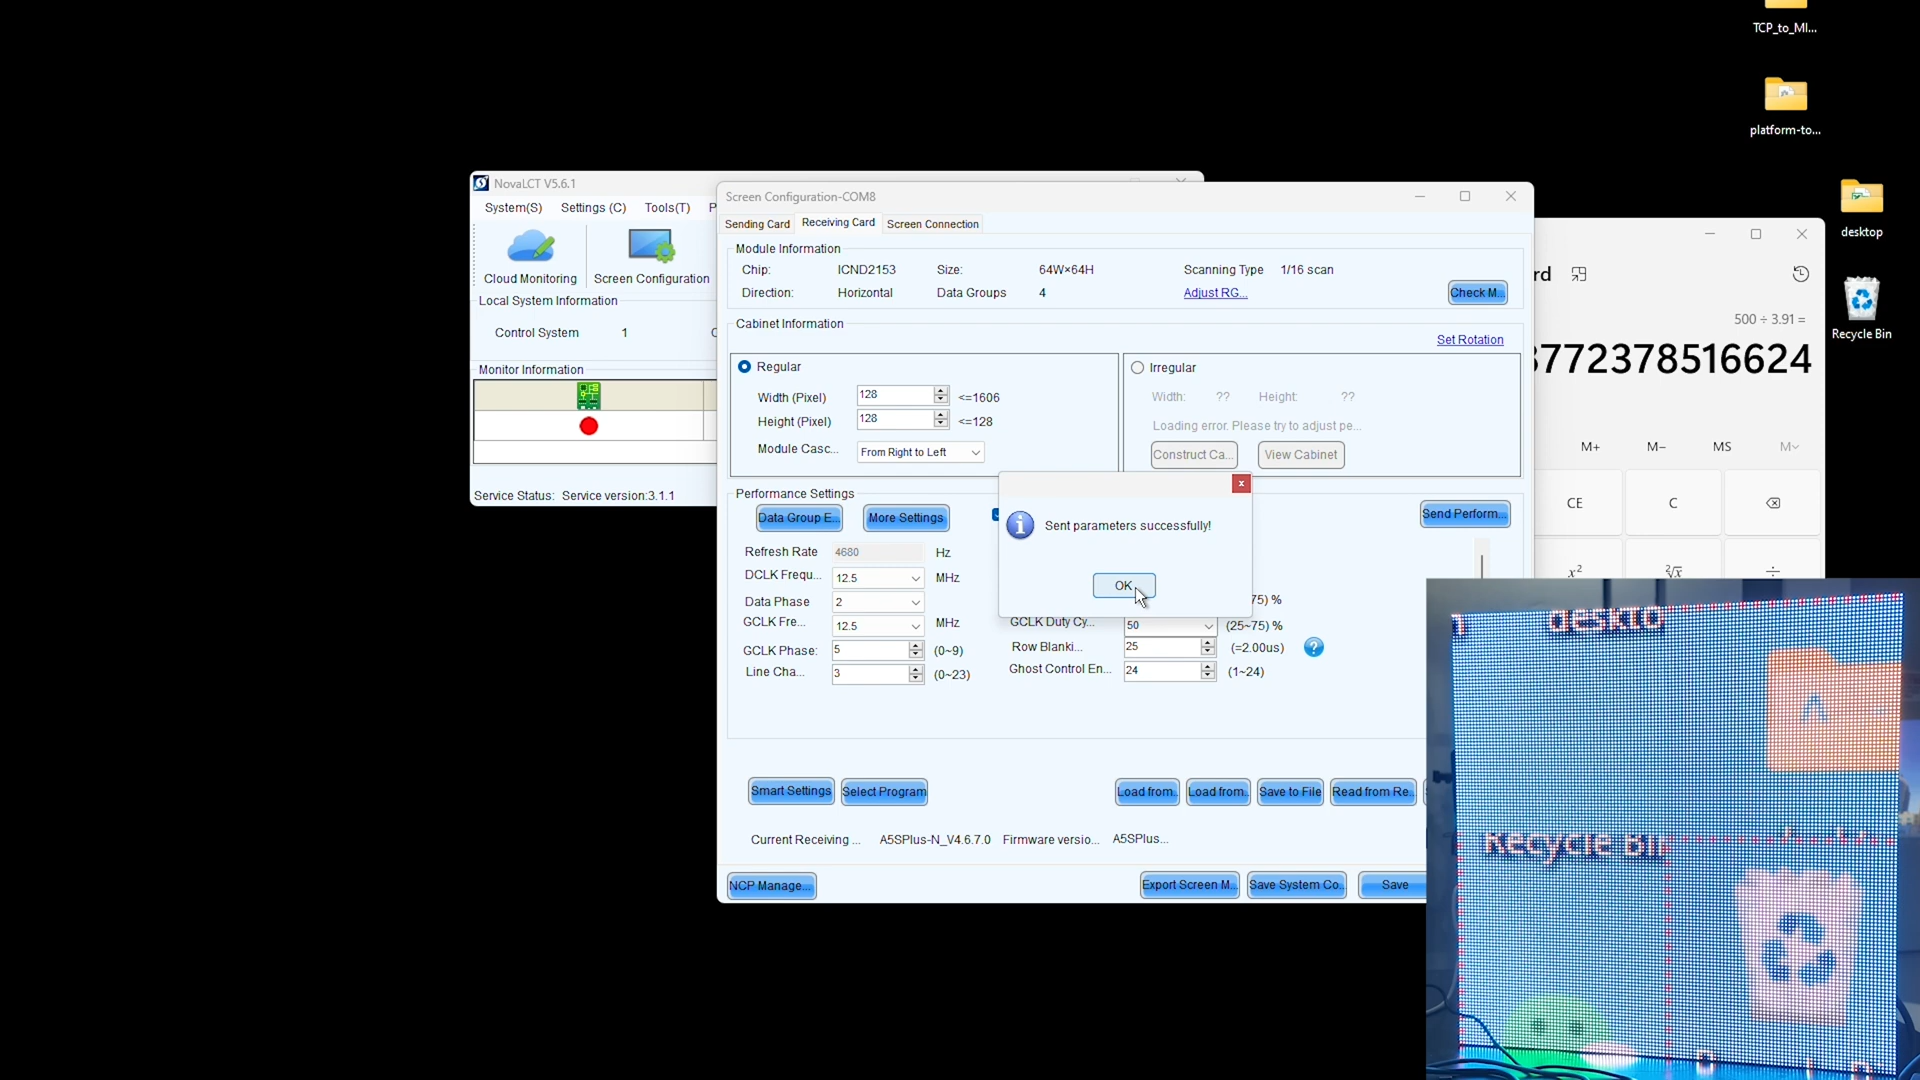 TCP_to_MI...
platform-to...
desktop
Recycle Bin
NovaLCT V5.6.1
System(S) Settings (C) Tools(T) P
Cloud Monitoring Screen Configuration
Local System Information
Control System 1
Monitor Information
Service Status: Service version:3.1.1
Screen Configuration-COM8
Sending Card Receiving Card Screen Connection
Module Information
Chip: ICND2153 Size: 64W×64H Scanning Type 1/16 scan
Direction: Horizontal Data Groups 4 Adjust RG... Check M...
Cabinet Information
Set Rotation
Regular
Width (Pixel) 128 <=1606
Height (Pixel) 128 <=128
Module Casc... From Right to Left
Irregular
Width: ?? Height: ??
Loading error. Please try to adjust pe...
Construct Ca... View Cabinet
Performance Settings
Data Group E... More Settings Send Perform...
Refresh Rate 4680 Hz
DCLK Frequ... 12.5 MHz
Data Phase 2
GCLK Fre... 12.5 MHz
GCLK Phase: 5 (0~9)
Line Cha... 3 (0~23)
Sent parameters successfully!
OK
75) %
GCLK Duty Cy... 50 (25~75) %
Row Blanki... 25 (=2.00us)
Ghost Control En... 24 (1~24)
Smart Settings Select Program Load from... Load from... Save to File Read from Re...
Current Receiving ... A5SPlus-N_V4.6.7.0 Firmware versio... A5SPlus...
NCP Manage... Export Screen M... Save System Co... Save
rd
500 ÷ 3.91 =
3772378516624
M+ M− MS M
CE C
x² ²√x ÷
deskto
Recycle Bin